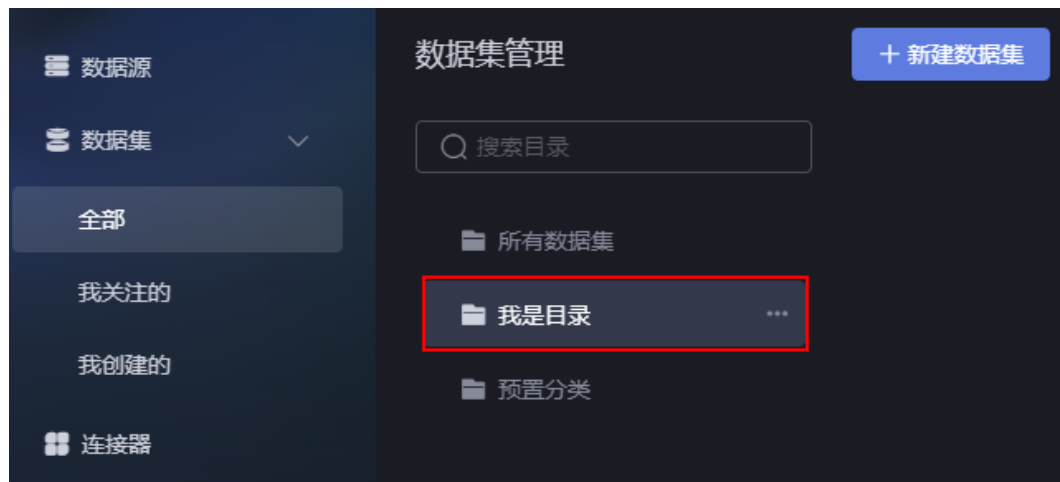 数据源
数据集
全部
我关注的
我创建的
连接器
数据集管理
+ 新建数据集
搜索目录
所有数据集
我是目录
预置分类